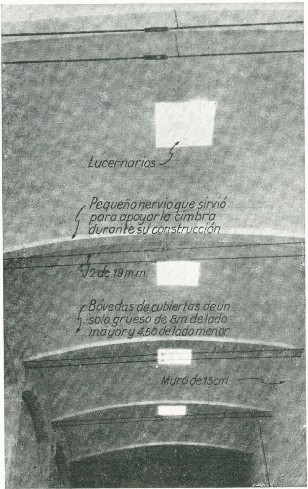 Lucernarios
Pequeño nervio que sirvió
para apoyar la cimbra
durante su construcción
2 de 19 m.m.
Bovedas de cubiertas de un
solo grueso de 8m de lado
mayor y 4,50 de lado menor
Muro de 15cm